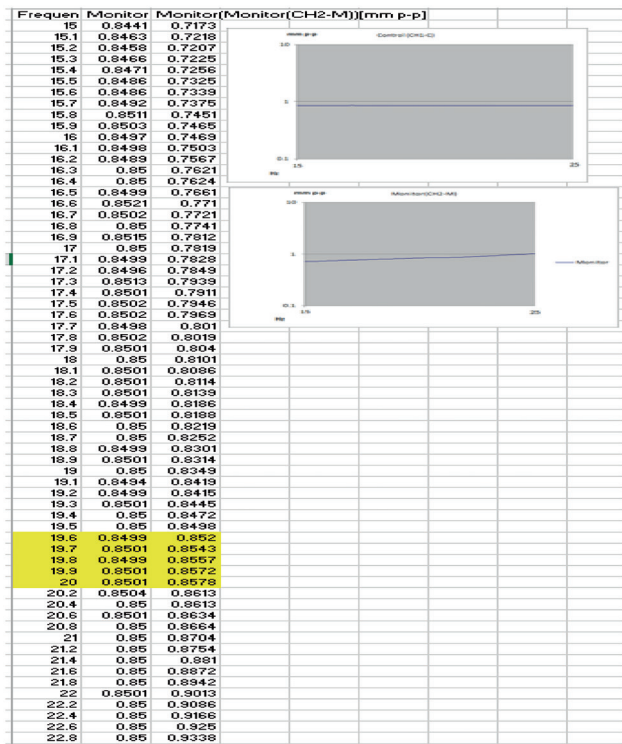 Frequen Monitor Monitor(Monitor(CH2-M))[mm p-p]
15 0.8441 0.7173
15.1 0.8463 0.7218
15.2 0.8458 0.7207
15.3 0.8466 0.7225
15.4 0.8471 0.7256
15.5 0.8486 0.7325
15.6 0.8486 0.7339
15.7 0.8492 0.7375
15.8 0.8511 0.7451
15.9 0.8503 0.7465
16 0.8497 0.7469
16.1 0.8498 0.7503
16.2 0.8489 0.7567
16.3 0.85 0.7621
16.4 0.85 0.7624
16.5 0.8499 0.7661
16.6 0.8521 0.771
16.7 0.8502 0.7721
16.8 0.85 0.7741
16.9 0.8515 0.7812
17 0.85 0.7819
17.1 0.8499 0.7828
17.2 0.8496 0.7849
17.3 0.8513 0.7939
17.4 0.8501 0.7911
17.5 0.8502 0.7946
17.6 0.8502 0.7969
17.7 0.8498 0.801
17.8 0.8502 0.8019
17.9 0.8501 0.804
18 0.85 0.8101
18.1 0.8501 0.8086
18.2 0.8501 0.8114
18.3 0.8501 0.8139
18.4 0.8499 0.8186
18.5 0.8501 0.8188
18.6 0.85 0.8219
18.7 0.85 0.8252
18.8 0.8499 0.8301
18.9 0.8501 0.8314
19 0.85 0.8349
19.1 0.8494 0.8419
19.2 0.8499 0.8415
19.3 0.8501 0.8445
19.4 0.85 0.8472
19.5 0.85 0.8498
19.6 0.8499 0.852
19.7 0.8501 0.8543
19.8 0.8499 0.8557
19.9 0.8501 0.8572
20 0.8501 0.8578
20.2 0.8504 0.8613
20.4 0.85 0.8613
20.6 0.8501 0.8634
20.8 0.85 0.8664
21 0.85 0.8704
21.2 0.85 0.8754
21.4 0.85 0.881
21.6 0.85 0.8872
21.8 0.85 0.8942
22 0.8501 0.9013
22.2 0.85 0.9086
22.4 0.85 0.9166
22.6 0.85 0.925
22.8 0.85 0.9338
mm p-p Control (CH1-C)
10
1
0.1
15 25
Hz
mm p-p Monitor(CH2-M)
10
1
Monitor
0.1
15 25
Hz